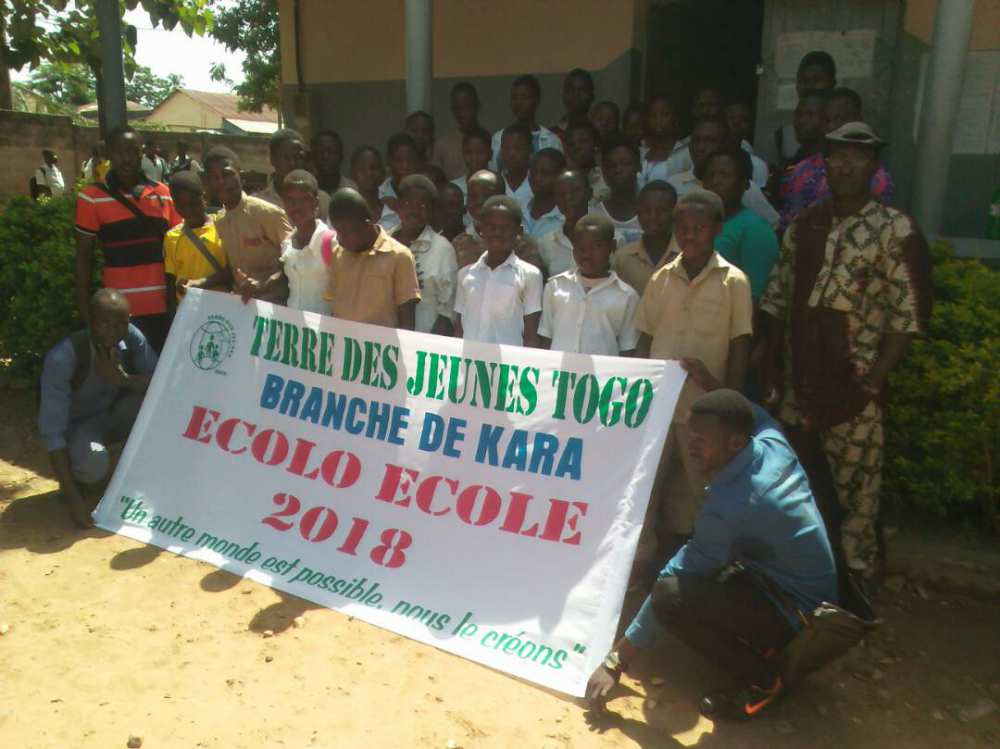 TERRE DES JEUNES TOGO
BRANCHE DE KARA
ECOLO ECOLE
2018
"Un autre monde est possible, nous le créons"